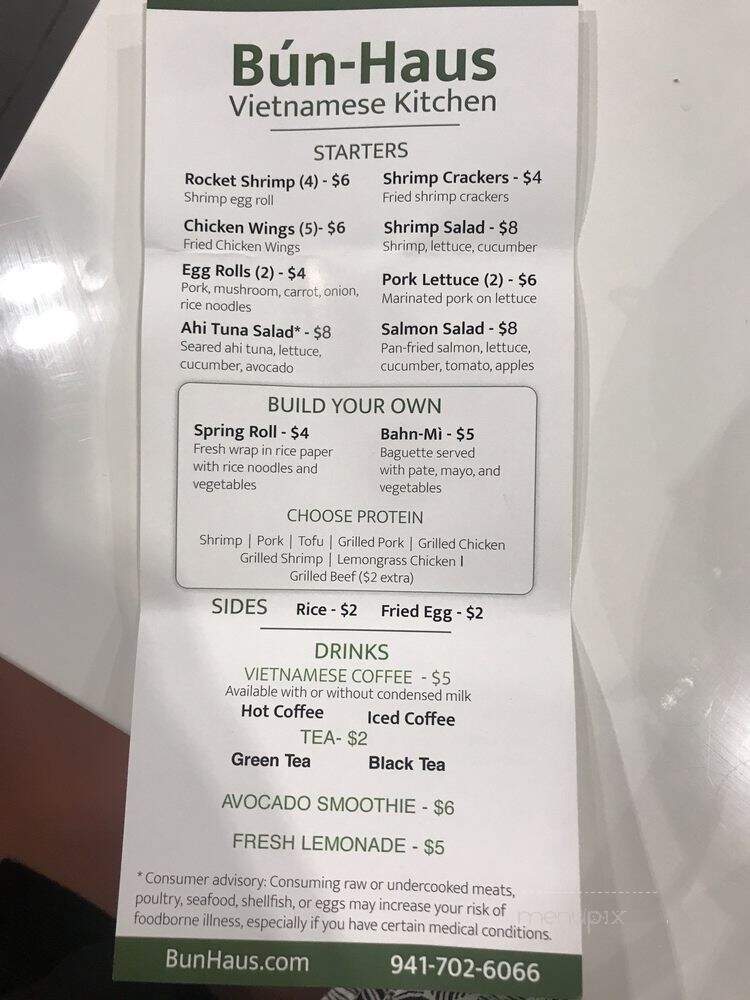 Bún-Haus
Vietnamese Kitchen
STARTERS
Rocket Shrimp (4) - $6
Shrimp egg roll
Shrimp Crackers - $4
Fried shrimp crackers
Chicken Wings (5)- $6
Fried Chicken Wings
Shrimp Salad - $8
Shrimp, lettuce, cucumber
Egg Rolls (2) - $4
Pork, mushroom, carrot, onion,
rice noodles
Pork Lettuce (2) - $6
Marinated pork on lettuce
Ahi Tuna Salad* - $8
Seared ahi tuna, lettuce,
cucumber, avocado
Salmon Salad - $8
Pan-fried salmon, lettuce,
cucumber, tomato, apples
BUILD YOUR OWN
Spring Roll - $4
Fresh wrap in rice paper
with rice noodles and
vegetables
Bahn-Mì - $5
Baguette served
with pate, mayo, and
vegetables
CHOOSE PROTEIN
Shrimp | Pork | Tofu | Grilled Pork | Grilled Chicken
Grilled Shrimp | Lemongrass Chicken |
Grilled Beef ($2 extra)
SIDES Rice - $2 Fried Egg - $2
DRINKS
VIETNAMESE COFFEE - $5
Available with or without condensed milk
Hot Coffee Iced Coffee
TEA- $2
Green Tea Black Tea
AVOCADO SMOOTHIE - $6
FRESH LEMONADE - $5
* Consumer advisory: Consuming raw or undercooked meats,
poultry, seafood, shellfish, or eggs may increase your risk of
foodborne illness, especially if you have certain medical conditions.
menupix
BunHaus.com 941-702-6066